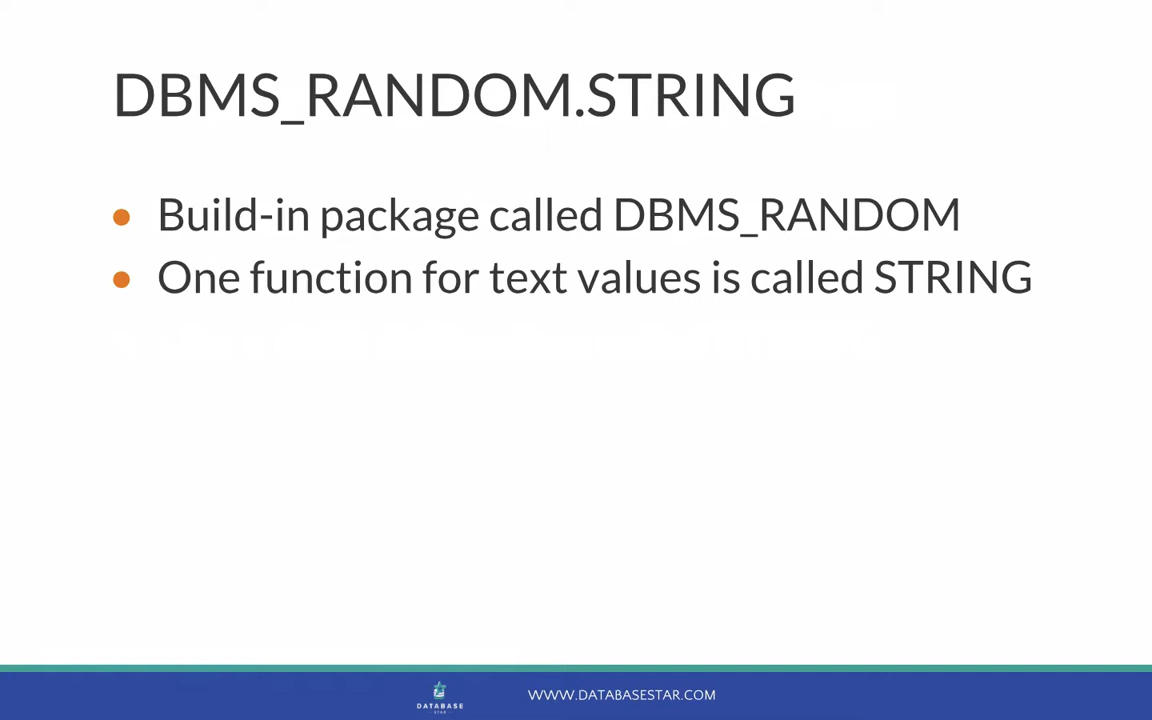 DBMS_RANDOM.STRING
Build-in package called DBMS_RANDOM
One function for text values is called STRING
DATABASE
STAR
WWW.DATABASESTAR.COM